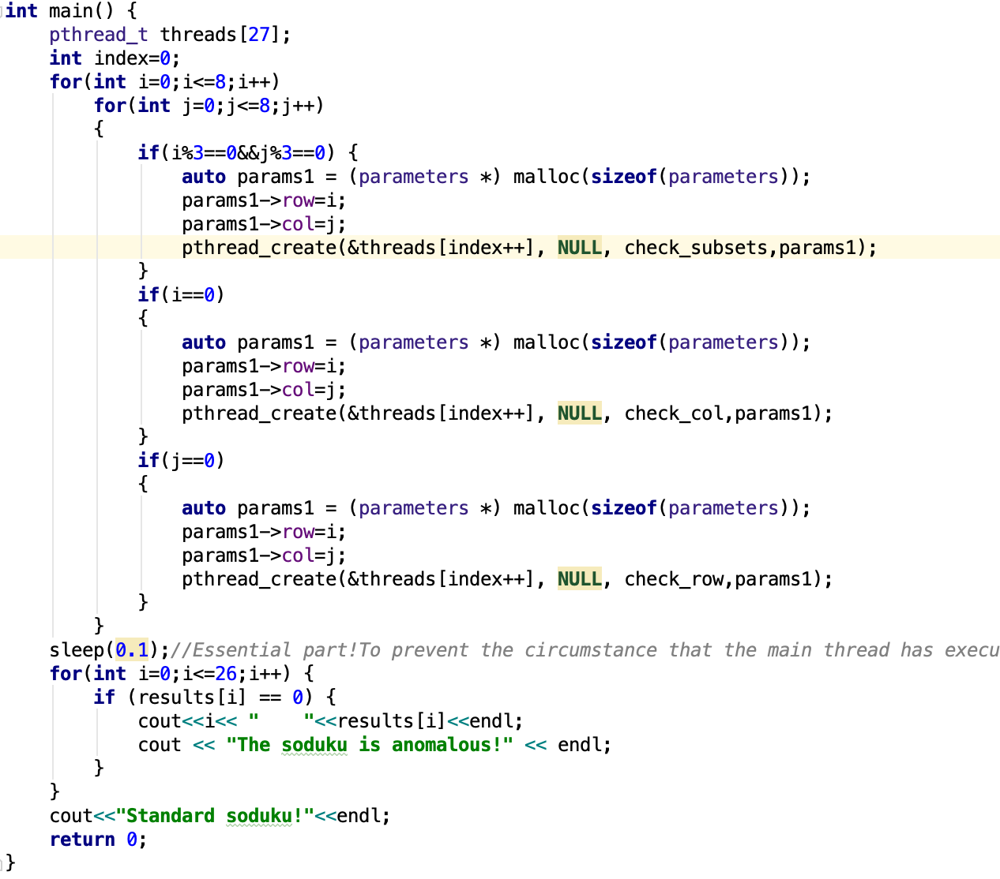 int main() {
    pthread_t threads[27];
    int index=0;
    for(int i=0;i<=8;i++)
        for(int j=0;j<=8;j++)
        {
            if(i%3==0&&j%3==0) {
                auto params1 = (parameters *) malloc(sizeof(parameters));
                params1->row=i;
                params1->col=j;
                pthread_create(&threads[index++], NULL, check_subsets,params1);
            }
            if(i==0)
            {
                auto params1 = (parameters *) malloc(sizeof(parameters));
                params1->row=i;
                params1->col=j;
                pthread_create(&threads[index++], NULL, check_col,params1);
            }
            if(j==0)
            {
                auto params1 = (parameters *) malloc(sizeof(parameters));
                params1->row=i;
                params1->col=j;
                pthread_create(&threads[index++], NULL, check_row,params1);
            }
        }
    sleep(0.1);//Essential part!To prevent the circumstance that the main thread has execu
    for(int i=0;i<=26;i++) {
        if (results[i] == 0) {
            cout<<i<< "    "<<results[i]<<endl;
            cout << "The soduku is anomalous!" << endl;
        }
    }
    cout<<"Standard soduku!"<<endl;
    return 0;
}